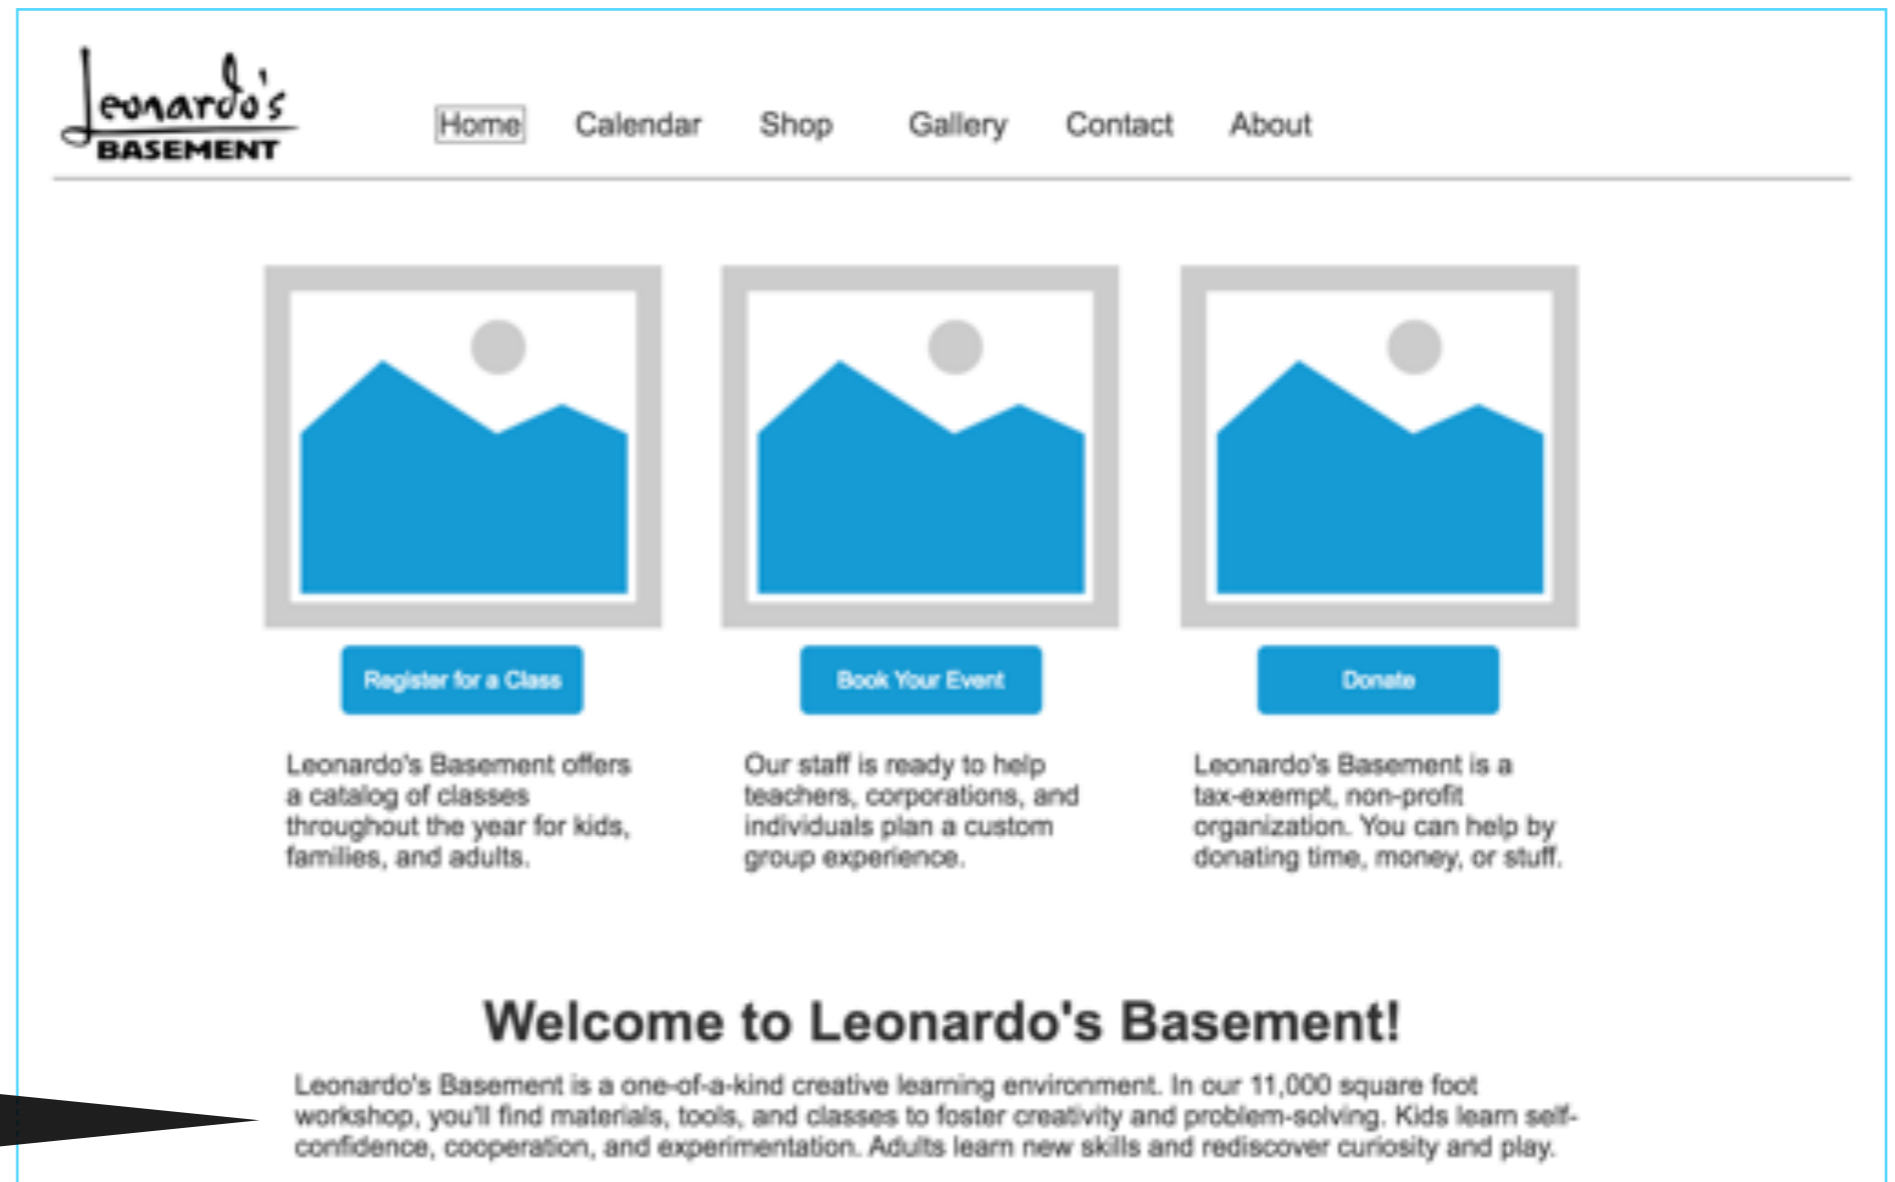 Leonardo's
BASEMENT
Home Calendar Shop Gallery Contact About
Register for a Class
Leonardo's Basement offers
a catalog of classes
throughout the year for kids,
families, and adults.
Book Your Event
Our staff is ready to help
teachers, corporations, and
individuals plan a custom
group experience.
Donate
Leonardo's Basement is a
tax-exempt, non-profit
organization. You can help by
donating time, money, or stuff.
Welcome to Leonardo's Basement!
Leonardo's Basement is a one-of-a-kind creative learning environment. In our 11,000 square foot
workshop, you'll find materials, tools, and classes to foster creativity and problem-solving. Kids learn self-
confidence, cooperation, and experimentation. Adults learn new skills and rediscover curiosity and play.